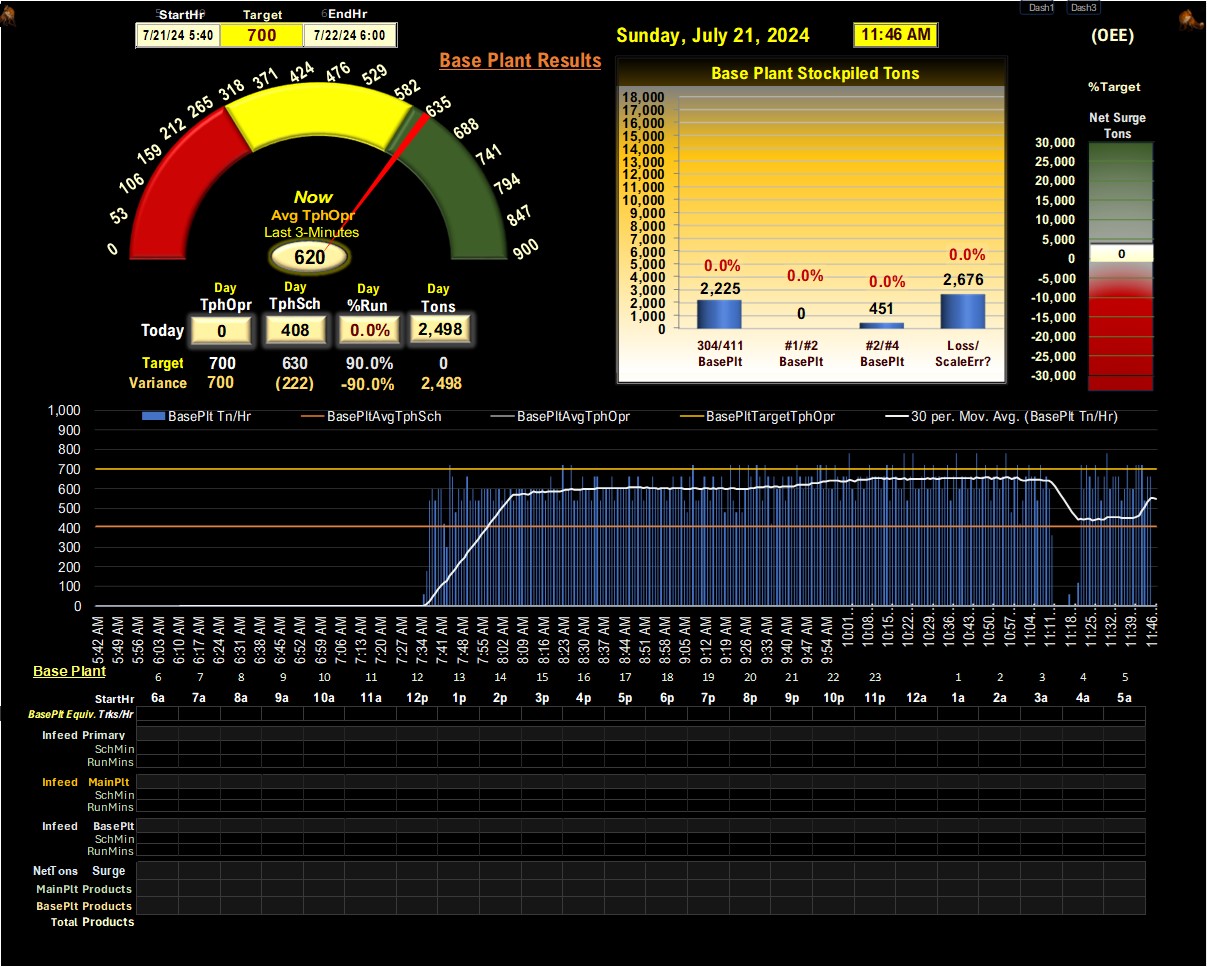 Dash1 Dash3
StartHr Target EndHr
7/21/24 5:40 700 7/22/24 6:00
Sunday, July 21, 2024 11:46 AM (OEE)
Base Plant Results
0 53 106 159 212 265 318 371 424 476 529 582 635 688 741 794 847 900
Now
Avg TphOpr
Last 3-Minutes
620
Day Day Day Day
TphOpr TphSch %Run Tons
Today 0 408 0.0% 2,498
Target 700 630 90.0% 0
Variance 700 (222) -90.0% 2,498
Base Plant Stockpiled Tons
18,000
17,000
16,000
15,000
14,000
13,000
12,000
11,000
10,000
9,000
8,000
7,000
6,000
5,000
4,000
3,000
2,000
1,000
0
0.0% 0.0% 0.0% 0.0%
2,225 0 451 2,676
304/411 #1/#2 #2/#4 Loss/
BasePlt BasePlt BasePlt ScaleErr?
%Target
Net Surge
Tons
30,000
25,000
20,000
15,000
10,000
5,000
0 0
-5,000
-10,000
-15,000
-20,000
-25,000
-30,000
BasePlt Tn/Hr BasePltAvgTphSch BasePltAvgTphOpr BasePltTargetTphOpr 30 per. Mov. Avg. (BasePlt Tn/Hr)
1,000
900
800
700
600
500
400
300
200
100
0
5:42 AM 5:49 AM 5:56 AM 6:03 AM 6:10 AM 6:17 AM 6:24 AM 6:31 AM 6:38 AM 6:45 AM 6:52 AM 6:59 AM 7:06 AM 7:13 AM 7:20 AM 7:27 AM 7:34 AM 7:41 AM 7:48 AM 7:55 AM 8:02 AM 8:09 AM 8:16 AM 8:23 AM 8:30 AM 8:37 AM 8:44 AM 8:51 AM 8:58 AM 9:05 AM 9:12 AM 9:19 AM 9:26 AM 9:33 AM 9:40 AM 9:47 AM 9:54 AM 10:01... 10:08... 10:15... 10:22... 10:29... 10:36... 10:43... 10:50... 10:57... 11:04... 11:11... 11:18... 11:25... 11:32... 11:39... 11:46...
Base Plant 6 7 8 9 10 11 12 13 14 15 16 17 18 19 20 21 22 23 1 2 3 4 5
StartHr 6a 7a 8a 9a 10a 11a 12p 1p 2p 3p 4p 5p 6p 7p 8p 9p 10p 11p 12a 1a 2a 3a 4a 5a
BasePlt Equiv. Trks/Hr
Infeed Primary
SchMin
RunMins
Infeed MainPlt
SchMin
RunMins
Infeed BasePlt
SchMin
RunMins
NetTons Surge
MainPlt Products
BasePlt Products
Total Products